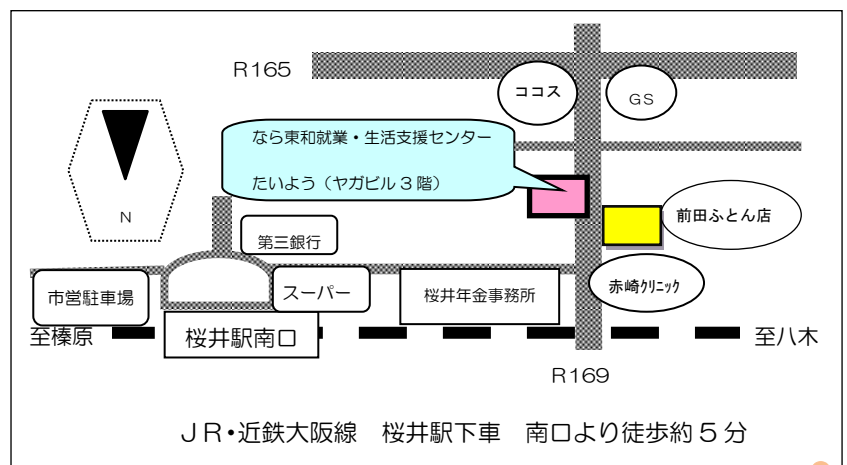 R165
ココス
GS
なら東和就業・生活支援センター
たいよう（ヤガビル３階）
N
前田ふとん店
第三銀行
市営駐車場
スーパー
桜井年金事務所
赤崎ｸﾘﾆｯｸ
至榛原
桜井駅南口
至八木
R169
ＪＲ・近鉄大阪線　桜井駅下車　南口より徒歩約５分